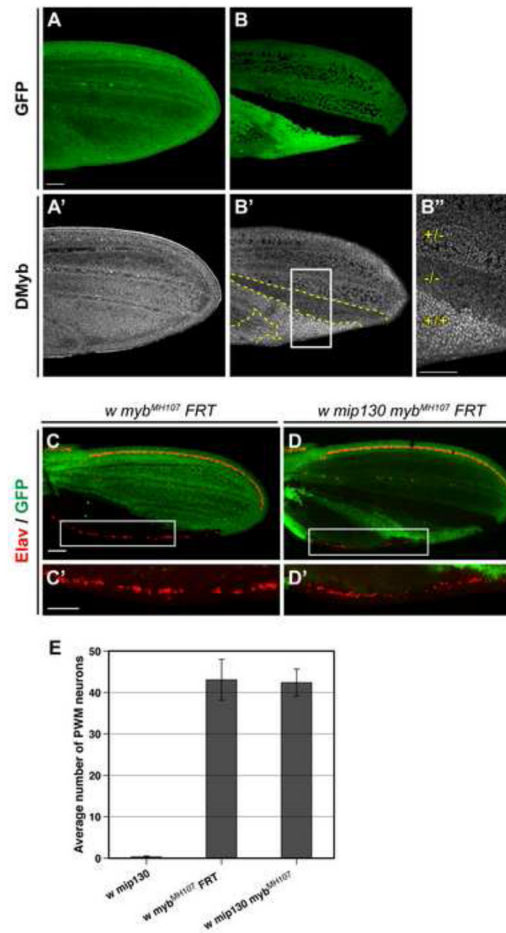 A
B
GFP
A'
B'
B''
DMyb
+/-
-/-
+/+
w myb^MH107 FRT
w mip130 myb^MH107 FRT
C
D
Elav / GFP
C'
D'
E
Average number of PWM neurons
50
40
30
20
10
0
w mip130
w myb^MH107 FRT
w mip130 myb^MH107